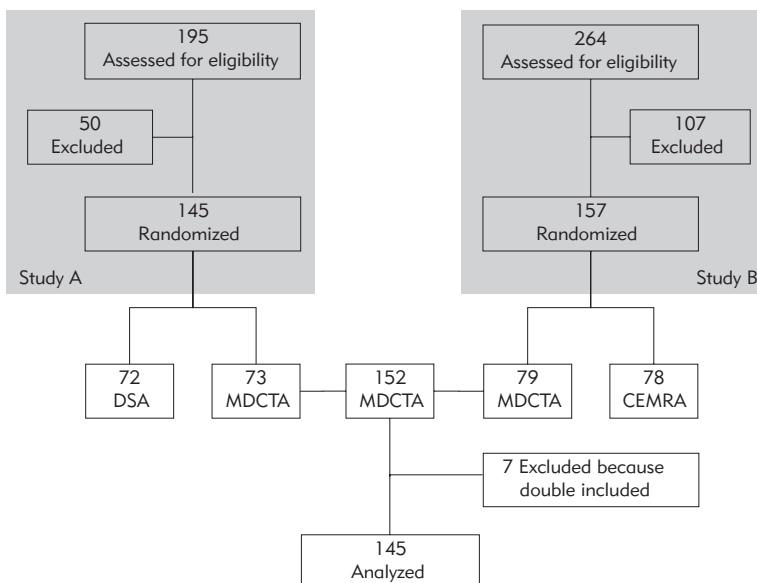 195
Assessed for eligibility
264
Assessed for eligibility
50
Excluded
107
Excluded
145
Randomized
157
Randomized
Study A
Study B
72
DSA
73
MDCTA
152
MDCTA
79
MDCTA
78
CEMRA
7 Excluded because
double included
145
Analyzed